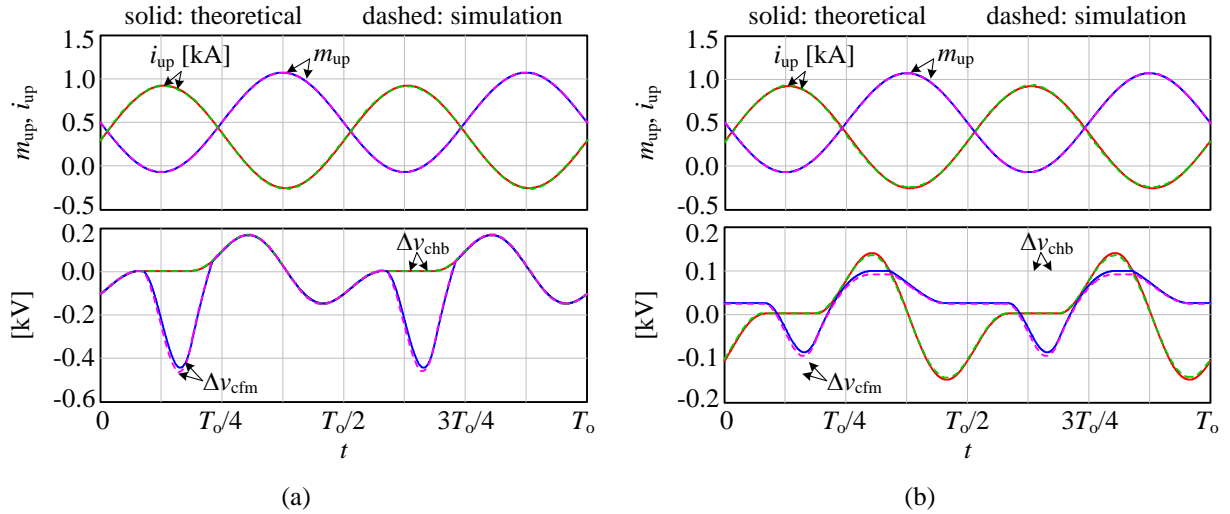 solid: theoretical dashed: simulation
1.5
i_up [kA]
m_up
1.0
0.5
0.0
-0.5
m_up, i_up
0.2
Δv_chb
0.0
-0.2
-0.4
Δv_cfm
-0.6
[kV]
0 T_o/4 T_o/2 3T_o/4 T_o
t
(a)
solid: theoretical dashed: simulation
1.5
i_up [kA]
m_up
1.0
0.5
0.0
-0.5
m_up, i_up
0.2
Δv_chb
0.1
0.0
-0.1
Δv_cfm
0.2
[kV]
0 T_o/4 T_o/2 3T_o/4 T_o
t
(b)